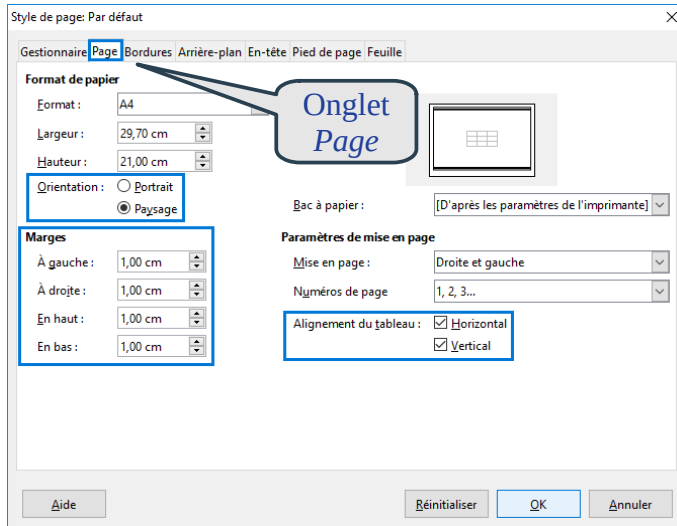 Style de page: Par défaut
Gestionnaire Page Bordures Arrière-plan En-tête Pied de page Feuille
Format de papier
Format : A4
Onglet
Page
Largeur : 29,70 cm
Hauteur : 21,00 cm
Orientation : Portrait
Paysage
Bac à papier : [D'après les paramètres de l'imprimante]
Marges
Paramètres de mise en page
À gauche : 1,00 cm
Mise en page : Droite et gauche
À droite : 1,00 cm
Numéros de page 1, 2, 3...
En haut : 1,00 cm
Alignement du tableau : Horizontal
En bas : 1,00 cm
Vertical
Aide Réinitialiser OK Annuler